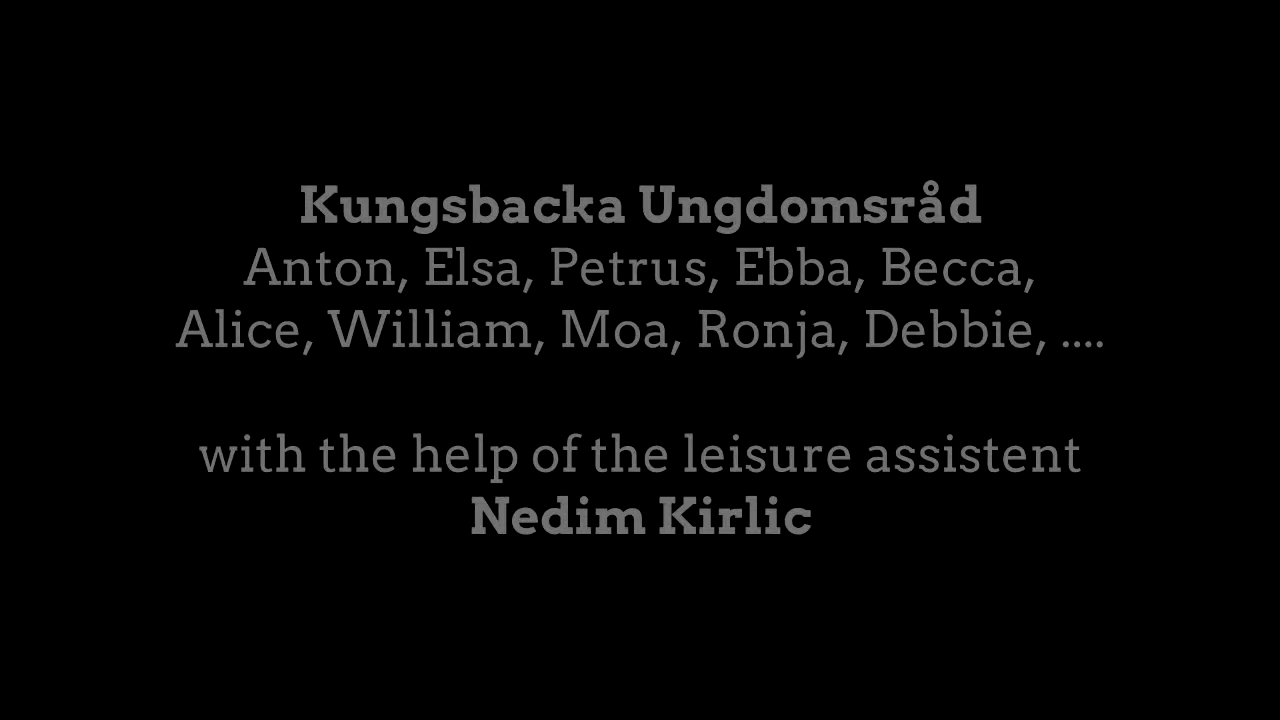 Kungsbacka Ungdomsråd
Anton, Elsa, Petrus, Ebba, Becca,
Alice, William, Moa, Ronja, Debbie, ....
with the help of the leisure assistent
Nedim Kirlic